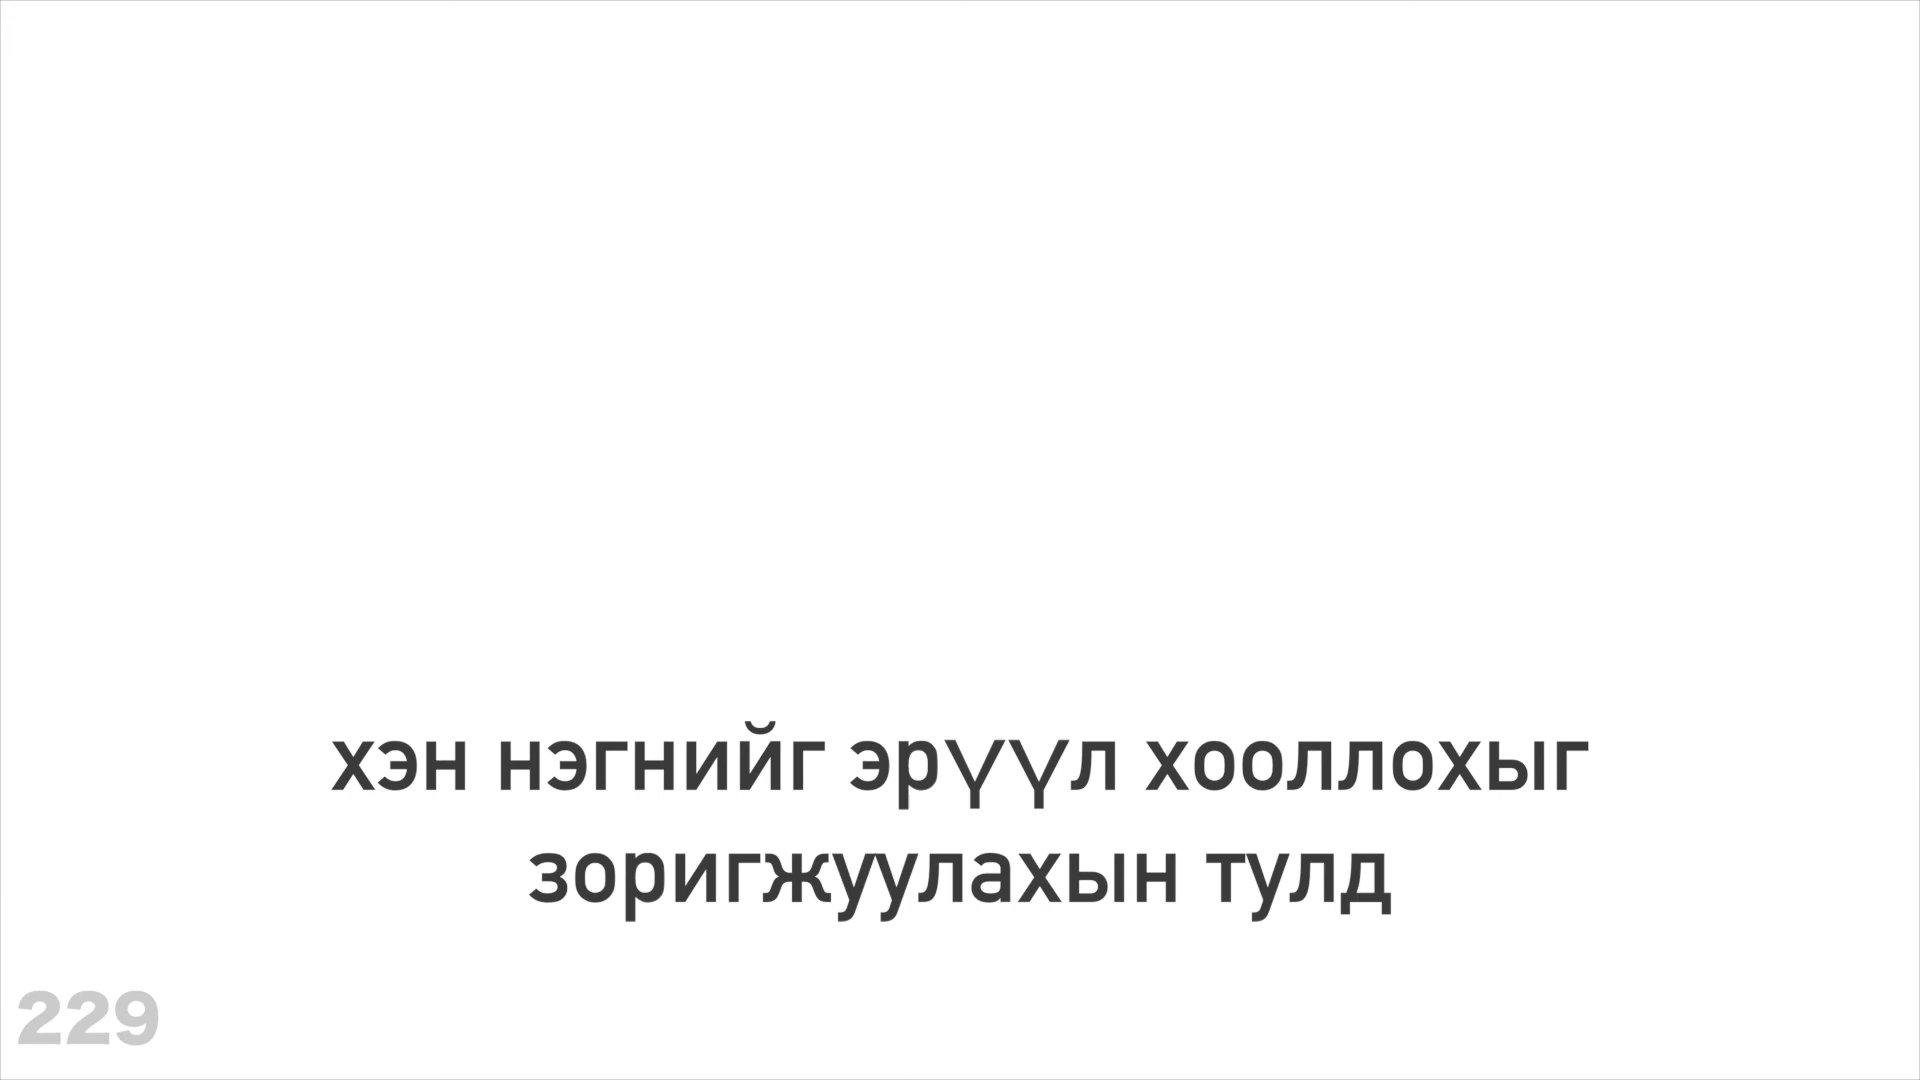 хэн нэгнийг эрүүл хооллохыг
зоригжуулахын тулд
229